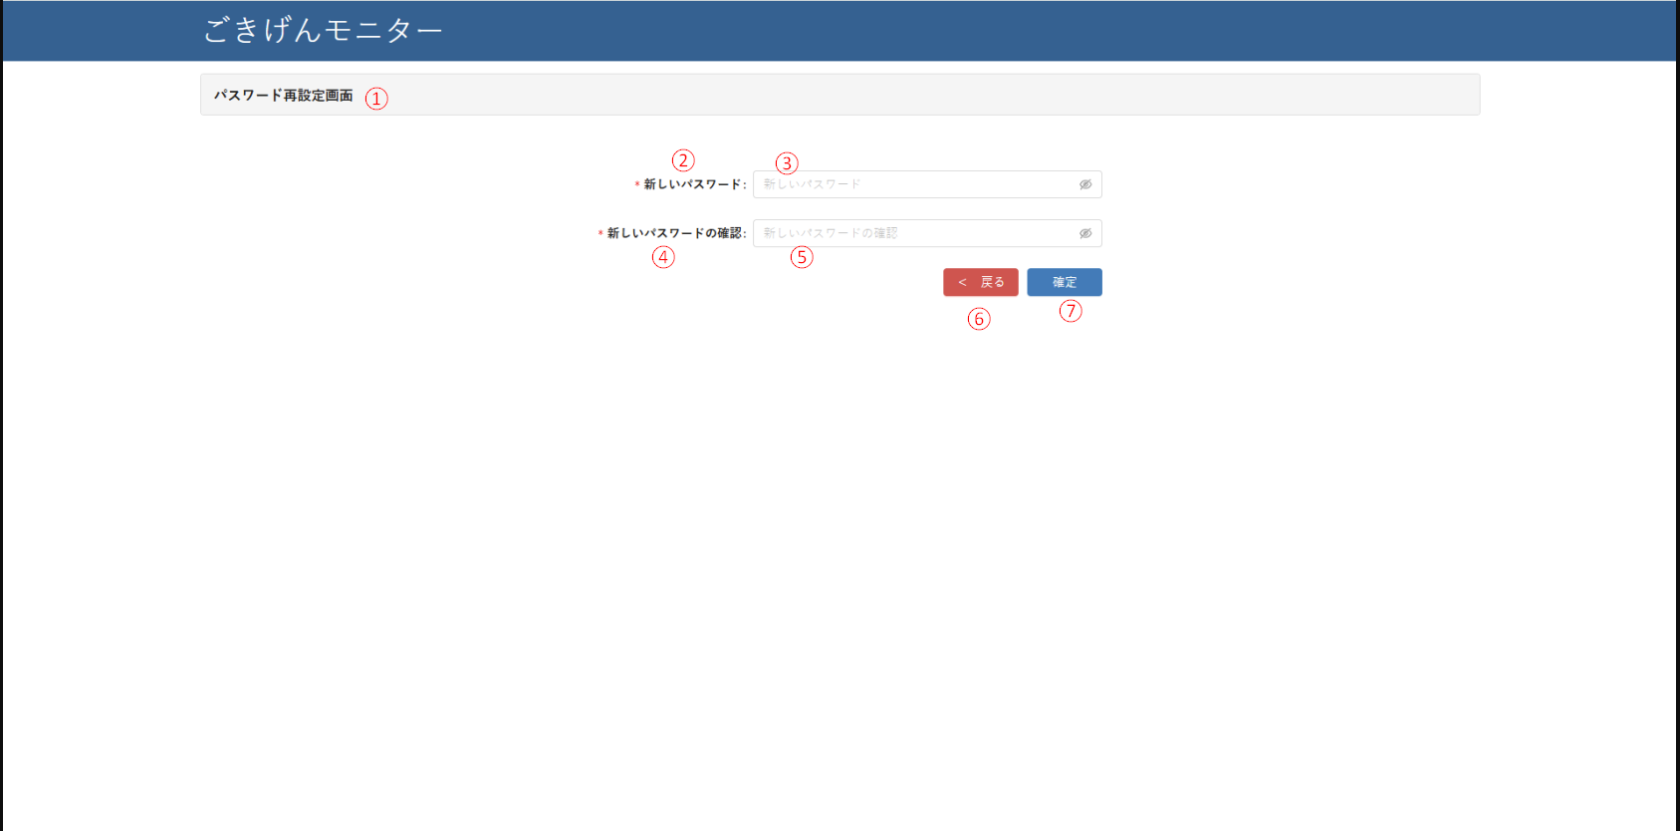 ごきげんモニター
パスワード再設定画面 ①
② ③
* 新しいパスワード: 新しいパスワード
* 新しいパスワードの確認: 新しいパスワードの確認
④ ⑤
< 戻る 確定
⑥ ⑦